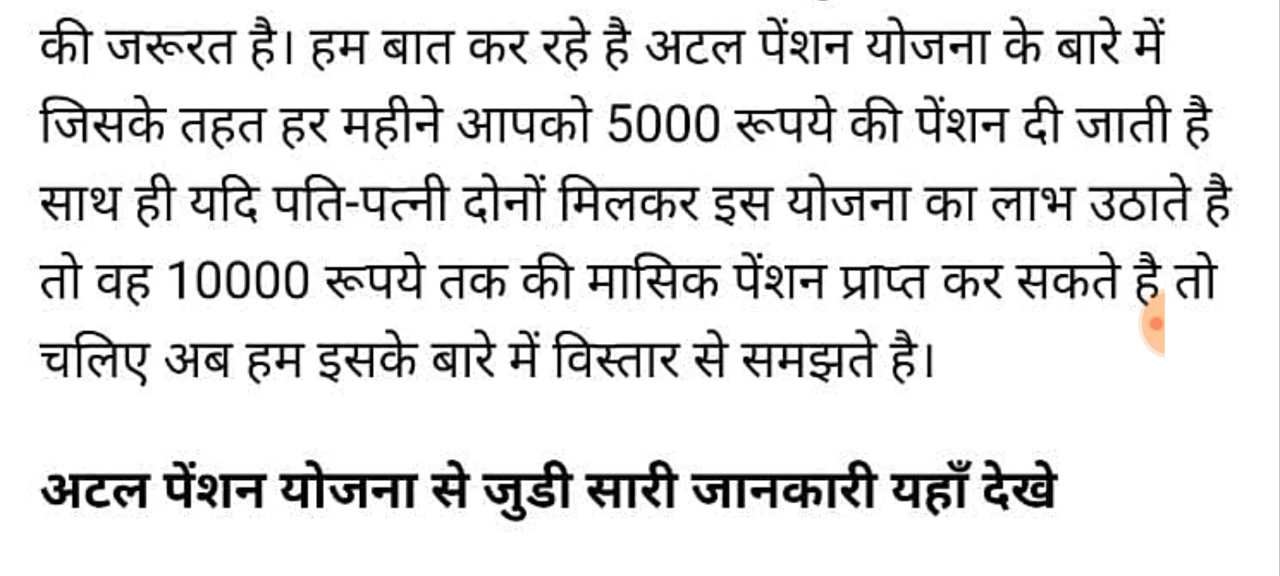 की जरूरत है। हम बात कर रहे है अटल पेंशन योजना के बारे में
जिसके तहत हर महीने आपको 5000 रूपये की पेंशन दी जाती है
साथ ही यदि पति-पत्नी दोनों मिलकर इस योजना का लाभ उठाते है
तो वह 10000 रूपये तक की मासिक पेंशन प्राप्त कर सकते है तो
चलिए अब हम इसके बारे में विस्तार से समझते है।
अटल पेंशन योजना से जुडी सारी जानकारी यहाँ देखे